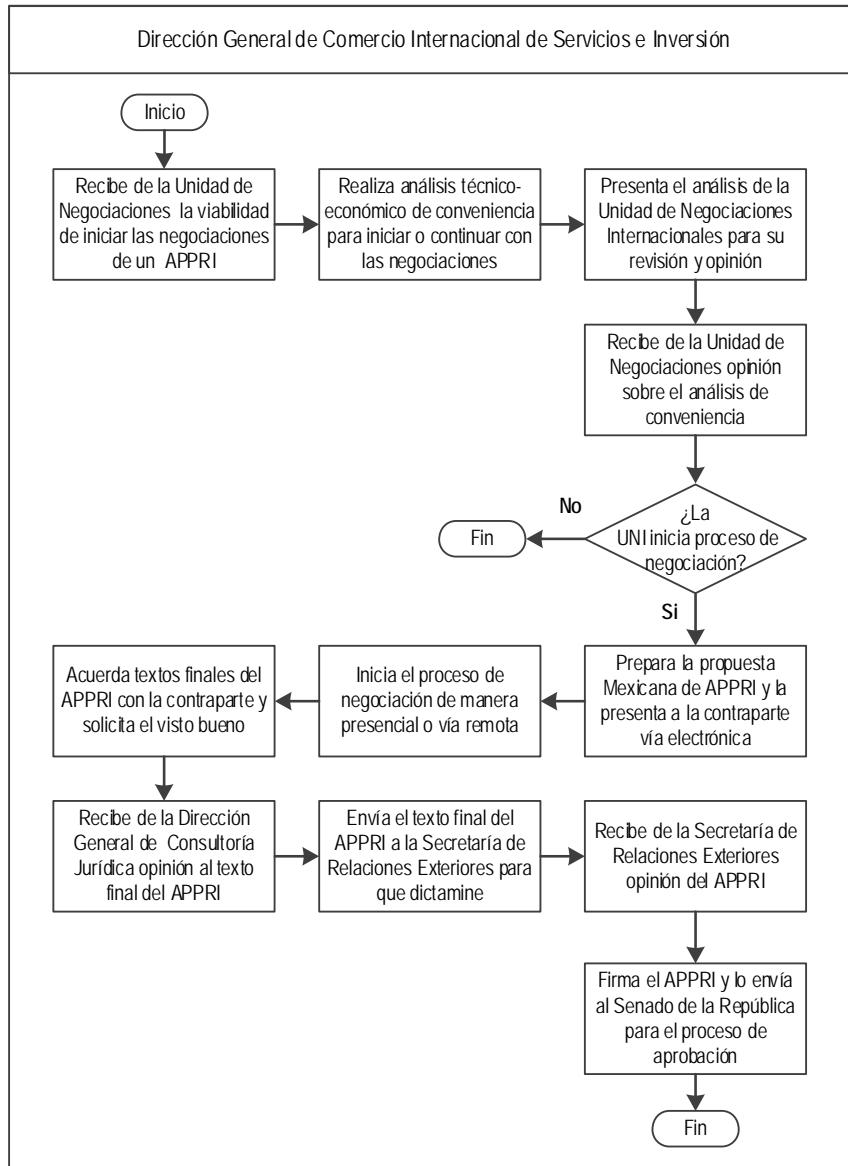 Dirección General de Comercio Internacional de Servicios e Inversión
Inicio
Recibe de la Unidad de
Negociaciones la viabilidad
de iniciar las negociaciones
de un APPRI
Realiza análisis técnico-
económico de conveniencia
para iniciar o continuar con
las negociaciones
Presenta el análisis de la
Unidad de Negociaciones
Internacionales para su
revisión y opinión
Recibe de la Unidad de
Negociaciones opinión
sobre el análisis de
conveniencia
¿La
UNI inicia proceso de
negociación?
No
Fin
Si
Prepara la propuesta
Mexicana de APPRI y la
presenta a la contraparte
vía electrónica
Inicia el proceso de
negociación de manera
presencial o vía remota
Acuerda textos finales del
APPRI con la contraparte y
solicita el visto bueno
Recibe de la Dirección
General de Consultoría
Jurídica opinión al texto
final del APPRI
Envía el texto final del
APPRI a la Secretaría de
Relaciones Exteriores para
que dictamine
Recibe de la Secretaría de
Relaciones Exteriores
opinión del APPRI
Firma el APPRI y lo envía
al Senado de la República
para el proceso de
aprobación
Fin